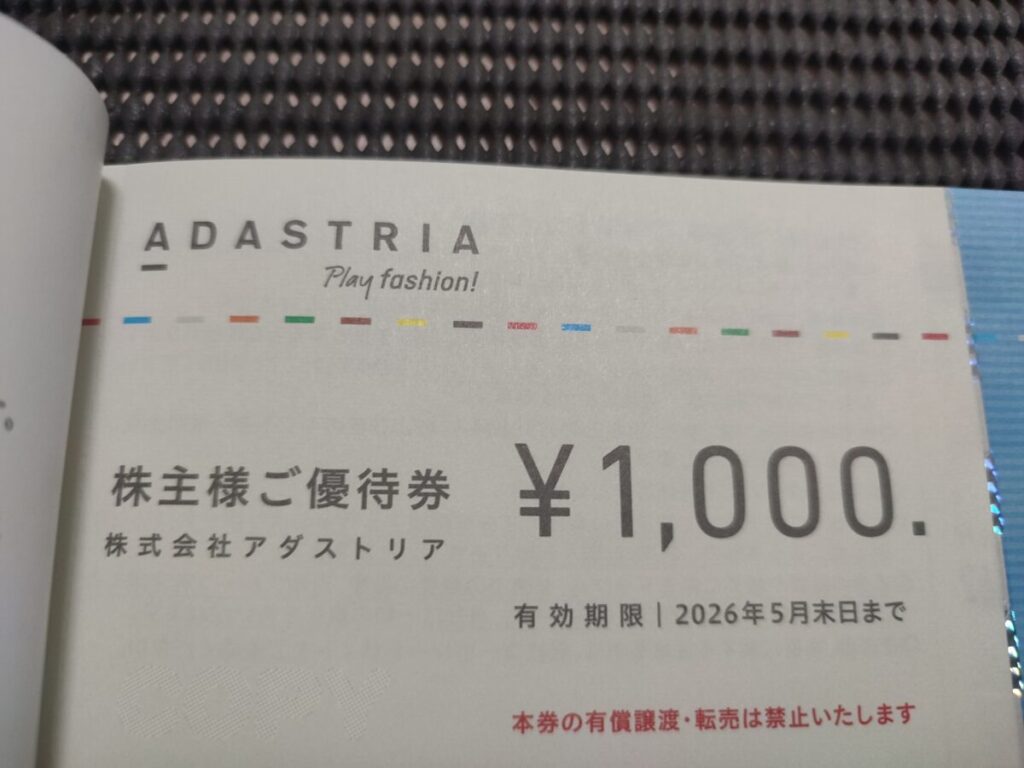 ADASTRIA
Play fashion!
株主様ご優待券
株式会社アダストリア
¥1,000.
有効期限|2026年5月末日まで
COPY
本券の有償譲渡・転売は禁止いたします